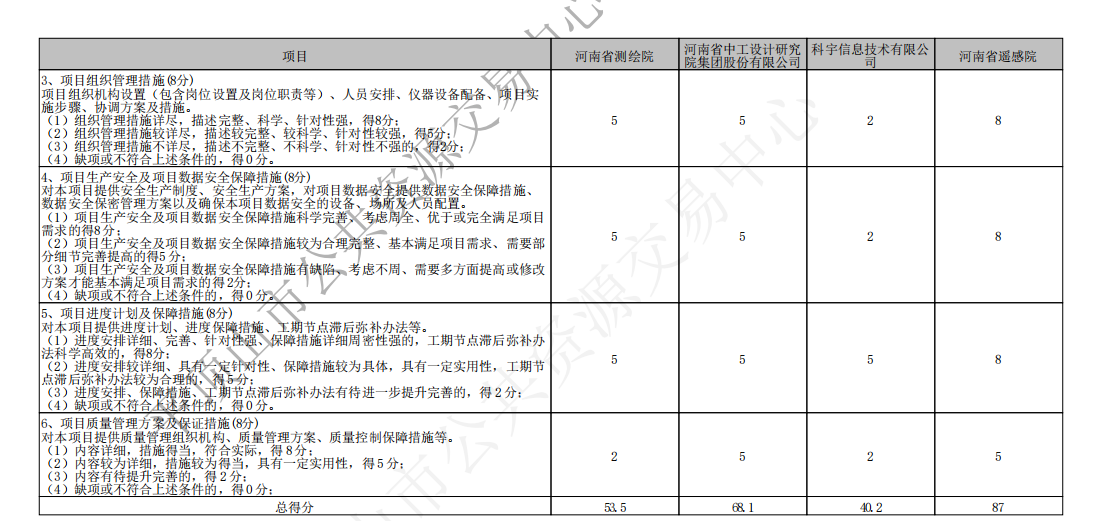 项目 河南省测绘院 河南省中工设计研究院集团股份有限公司 科宇信息技术有限公司 河南省遥感院
3、项目组织管理措施(8分)
项目组织机构设置（包含岗位设置及岗位职责等）、人员安排、仪器设备配备、项目实
施步骤、协调方案及措施。
（1）组织管理措施详尽，描述完整、科学、针对性强，得8分；
（2）组织管理措施较详尽，描述较完整、较科学、针对性较强，得5分；
（3）组织管理措施不详尽，描述不完整、不科学、针对性不强的，得2分；
（4）缺项或不符合上述条件的，得0分。
5 5 2 8
4、项目生产安全及项目数据安全保障措施(8分)
对本项目提供安全生产制度、安全生产方案，对项目数据安全提供数据安全保障措施、
数据安全保密管理方案以及确保本项目数据安全的设备、场所及人员配置。
（1）项目生产安全及项目数据安全保障措施科学完善、考虑周全、优于或完全满足项目
需求的得8分；
（2）项目生产安全及项目数据安全保障措施较为合理完整、基本满足项目需求、需要部
分细节完善提高的得5分；
（3）项目生产安全及项目数据安全保障措施有缺陷、考虑不周、需要多方面提高或修改
方案才能基本满足项目需求的得2分；
（4）缺项或不符合上述条件的，得0分。
5 5 2 8
5、项目进度计划及保障措施(8分)
对本项目提供进度计划、进度保障措施、工期节点滞后弥补办法等。
（1）进度安排详细、完善、针对性强、保障措施详细周密性强的，工期节点滞后弥补办
法科学高效的，得8分；
（2）进度安排较详细、具有一定针对性、保障措施较为具体，具有一定实用性，工期节
点滞后弥补办法较为合理的，得5分；
（3）进度安排、保障措施、工期节点滞后弥补办法有待进一步提升完善的，得2分；
（4）缺项或不符合上述条件的，得0分。
5 5 5 8
6、项目质量管理方案及保证措施(8分)
对本项目提供质量管理组织机构、质量管理方案、质量控制保障措施等。
（1）内容详细，措施得当，符合实际，得8分；
（2）内容较为详细，措施较为得当，具有一定实用性，得5分；
（3）内容有待提升完善的，得2分；
（4）缺项或不符合上述条件的，得0分；
2 5 2 5
总得分 53.5 68.1 40.2 87
平顶山市公共资源交易中心
山市公共资源交易中心